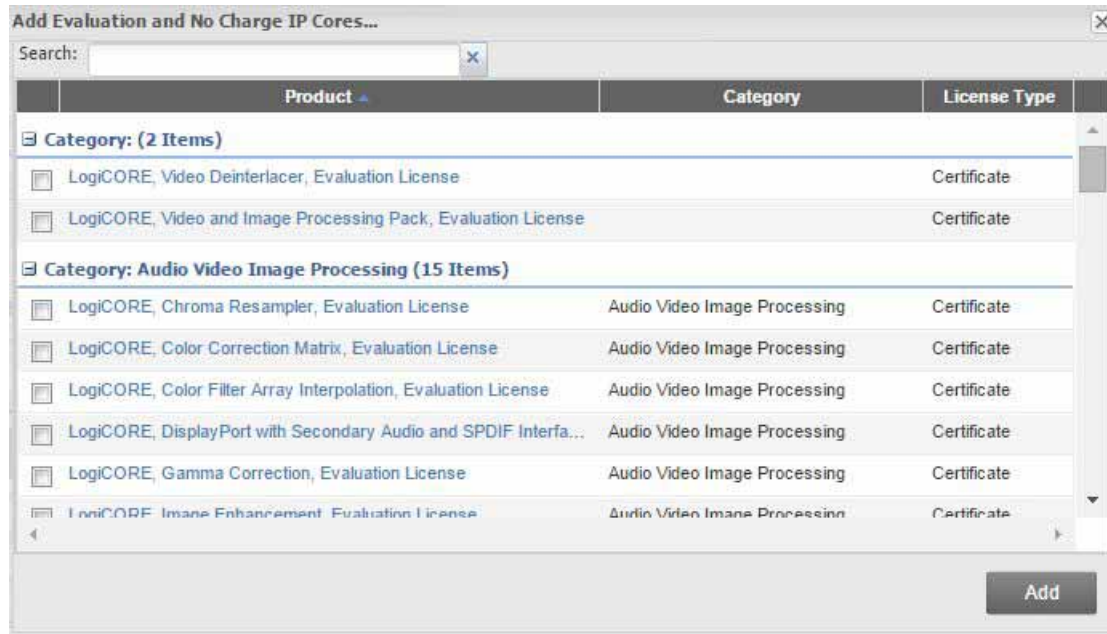 Add Evaluation and No Charge IP Cores...
Search:
Product Category License Type
Category: (2 Items)
LogiCORE, Video Deinterlacer, Evaluation License Certificate
LogiCORE, Video and Image Processing Pack, Evaluation License Certificate
Category: Audio Video Image Processing (15 Items)
LogiCORE, Chroma Resampler, Evaluation License Audio Video Image Processing Certificate
LogiCORE, Color Correction Matrix, Evaluation License Audio Video Image Processing Certificate
LogiCORE, Color Filter Array Interpolation, Evaluation License Audio Video Image Processing Certificate
LogiCORE, DisplayPort with Secondary Audio and SPDIF Interfa... Audio Video Image Processing Certificate
LogiCORE, Gamma Correction, Evaluation License Audio Video Image Processing Certificate
LogiCORE, Image Enhancement, Evaluation License Audio Video Image Processing Certificate
Add